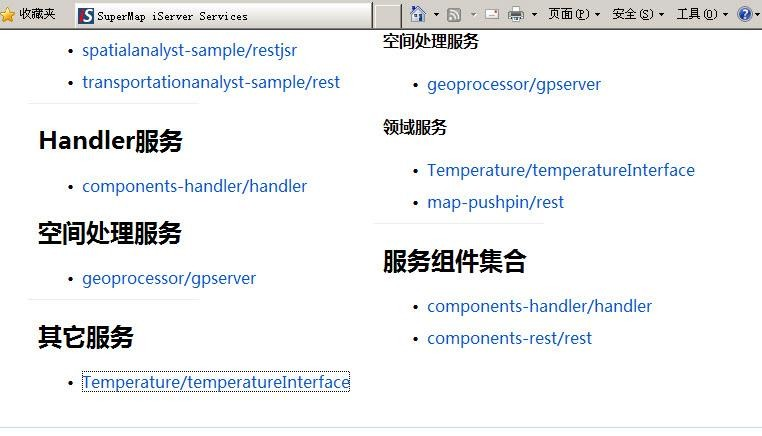 收藏夹
SuperMap iServer Services
页面(P)
安全(S)
工具(O)
spatialanalyst-sample/restjsr
transportationanalyst-sample/rest
Handler服务
components-handler/handler
空间处理服务
geoprocessor/gpserver
其它服务
Temperature/temperatureInterface
空间处理服务
geoprocessor/gpserver
领域服务
Temperature/temperatureInterface
map-pushpin/rest
服务组件集合
components-handler/handler
components-rest/rest